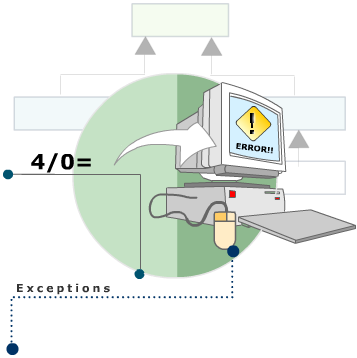 4/0=
!
ERROR!!
Exceptions